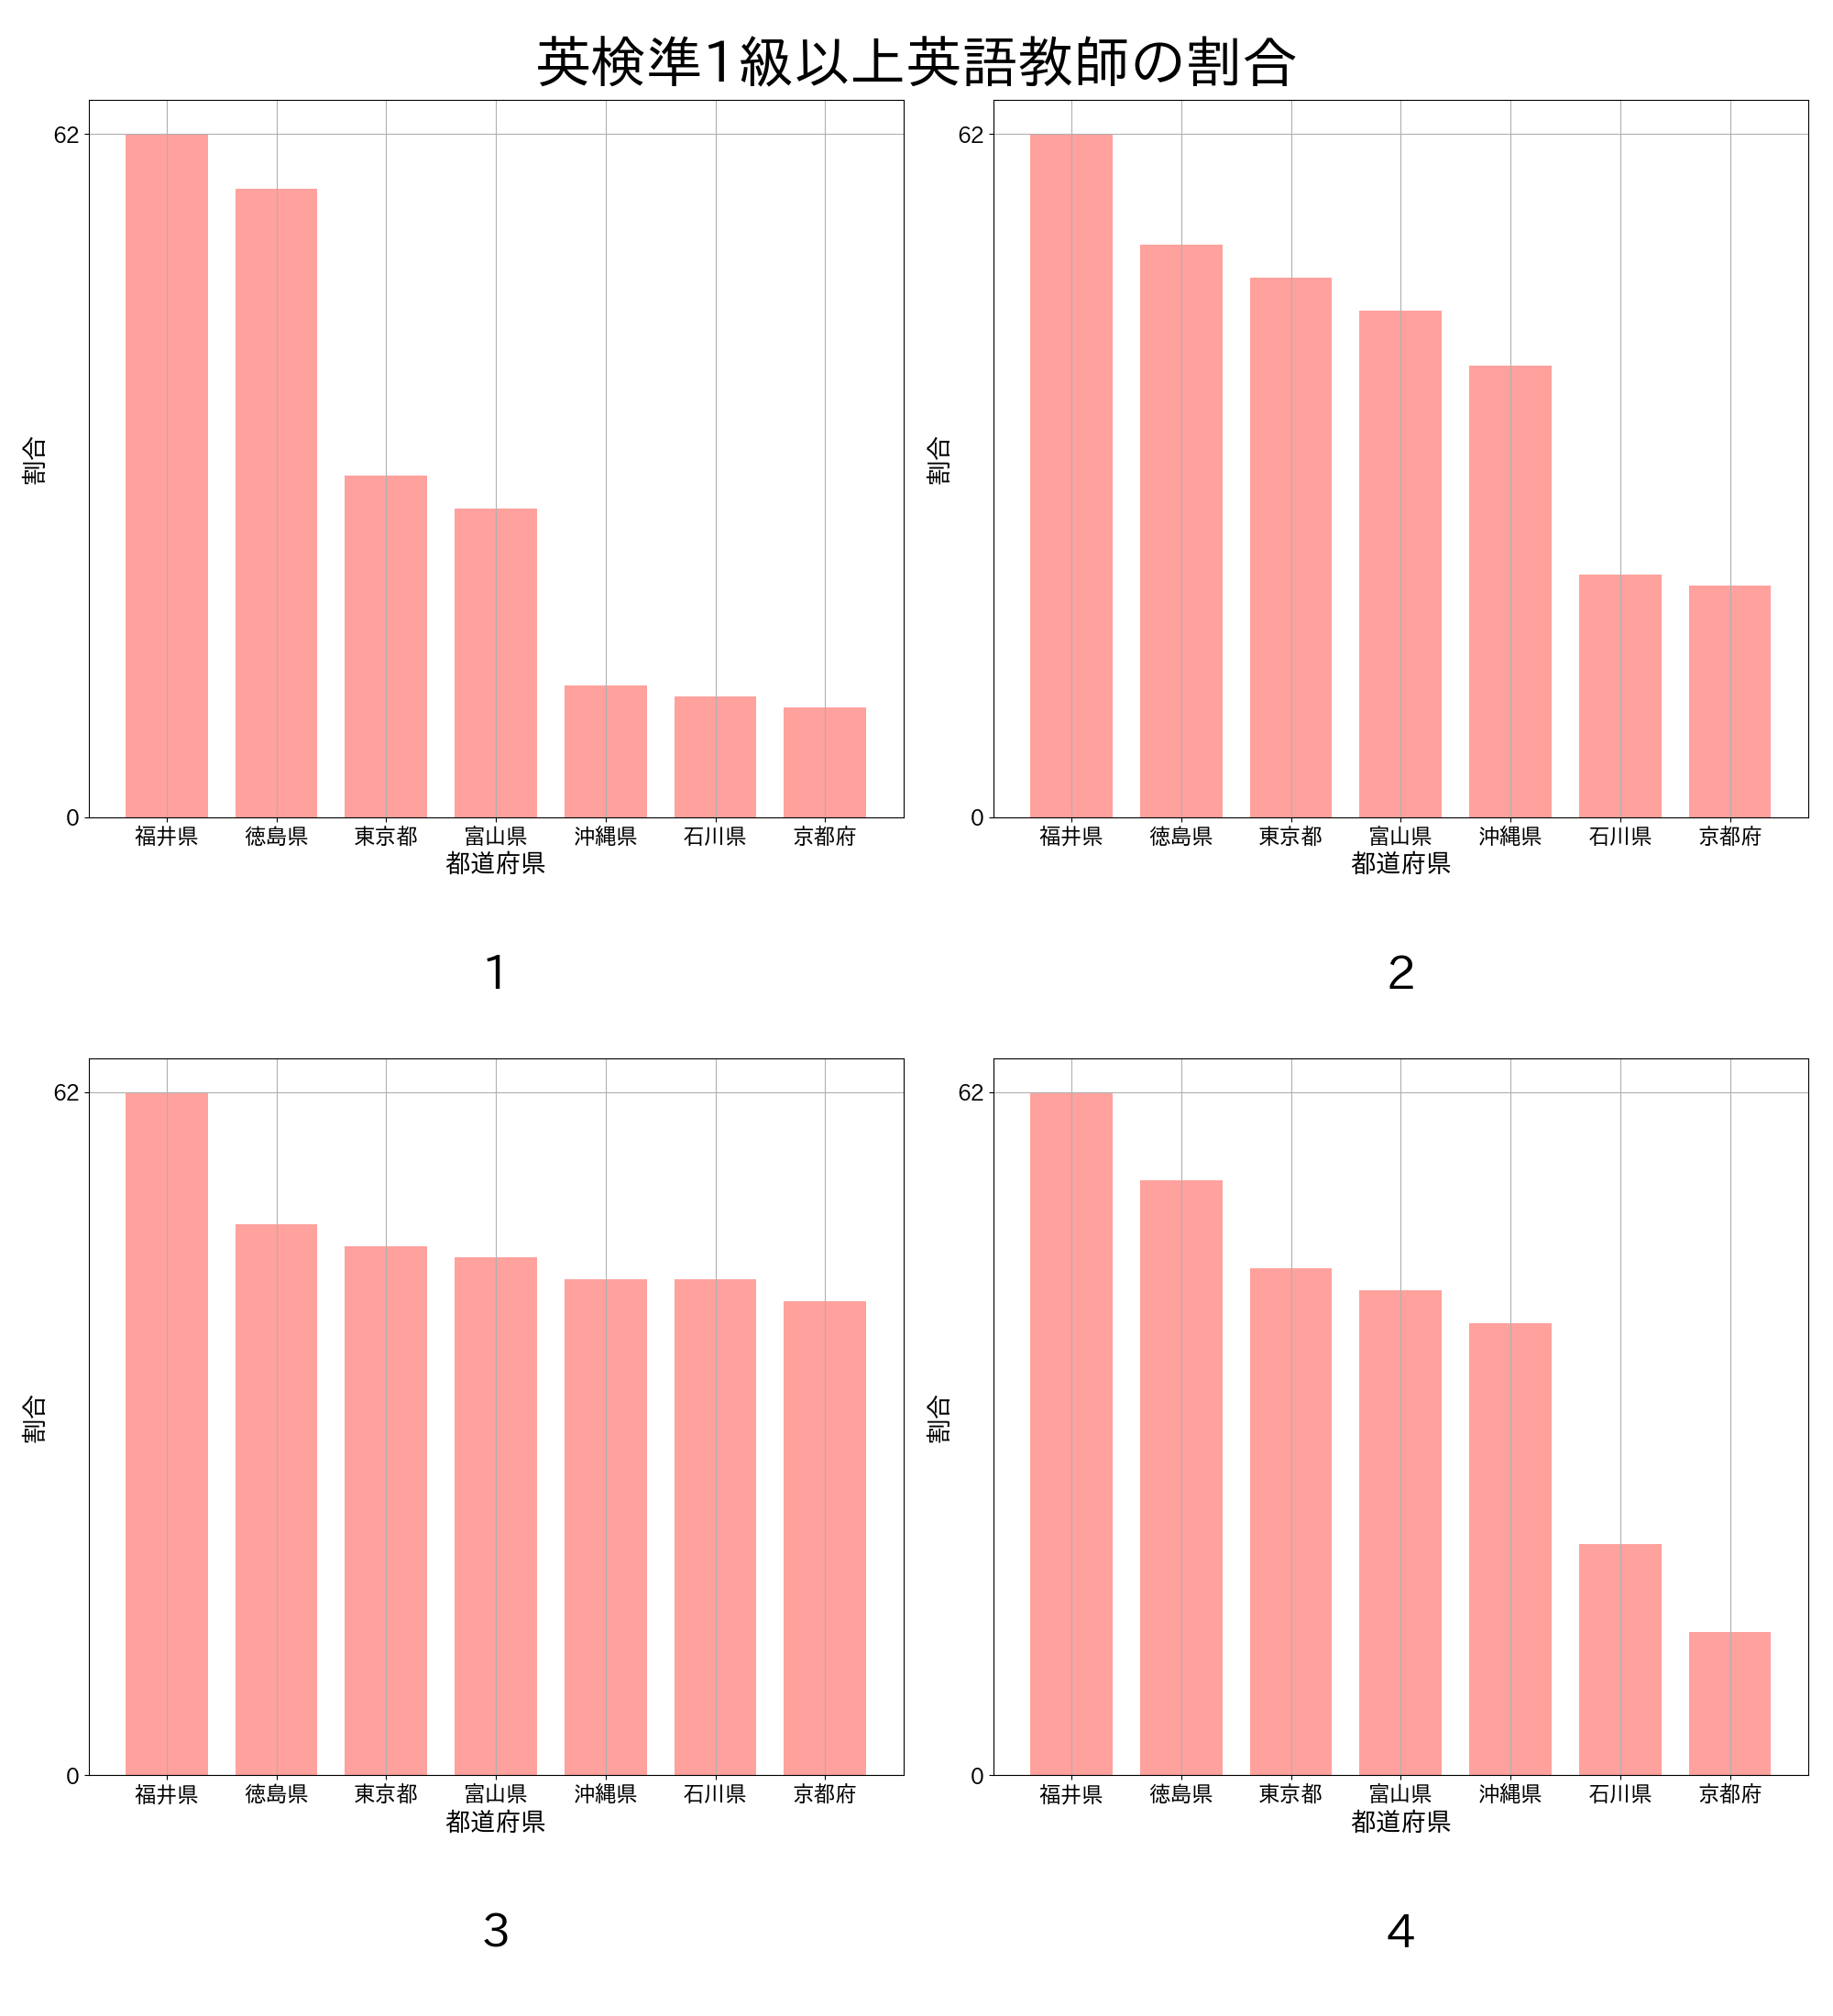 英検準1級以上英語教師の割合
62
0
割合
福井県 徳島県 東京都 富山県 沖縄県 石川県 京都府
都道府県
1
62
0
割合
福井県 徳島県 東京都 富山県 沖縄県 石川県 京都府
都道府県
2
62
0
割合
福井県 徳島県 東京都 富山県 沖縄県 石川県 京都府
都道府県
3
62
0
割合
福井県 徳島県 東京都 富山県 沖縄県 石川県 京都府
都道府県
4